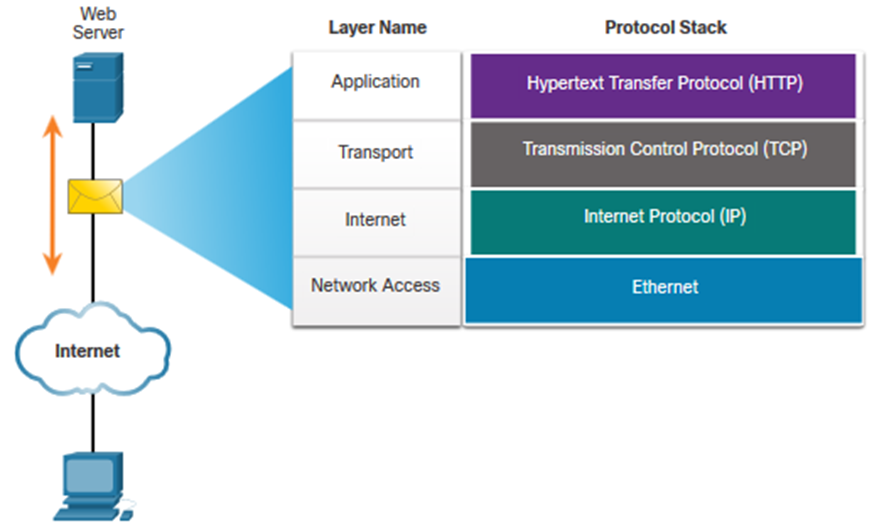 Web
Server
Layer Name
Protocol Stack
Application
Hypertext Transfer Protocol (HTTP)
Transport
Transmission Control Protocol (TCP)
Internet
Internet Protocol (IP)
Network Access
Ethernet
Internet